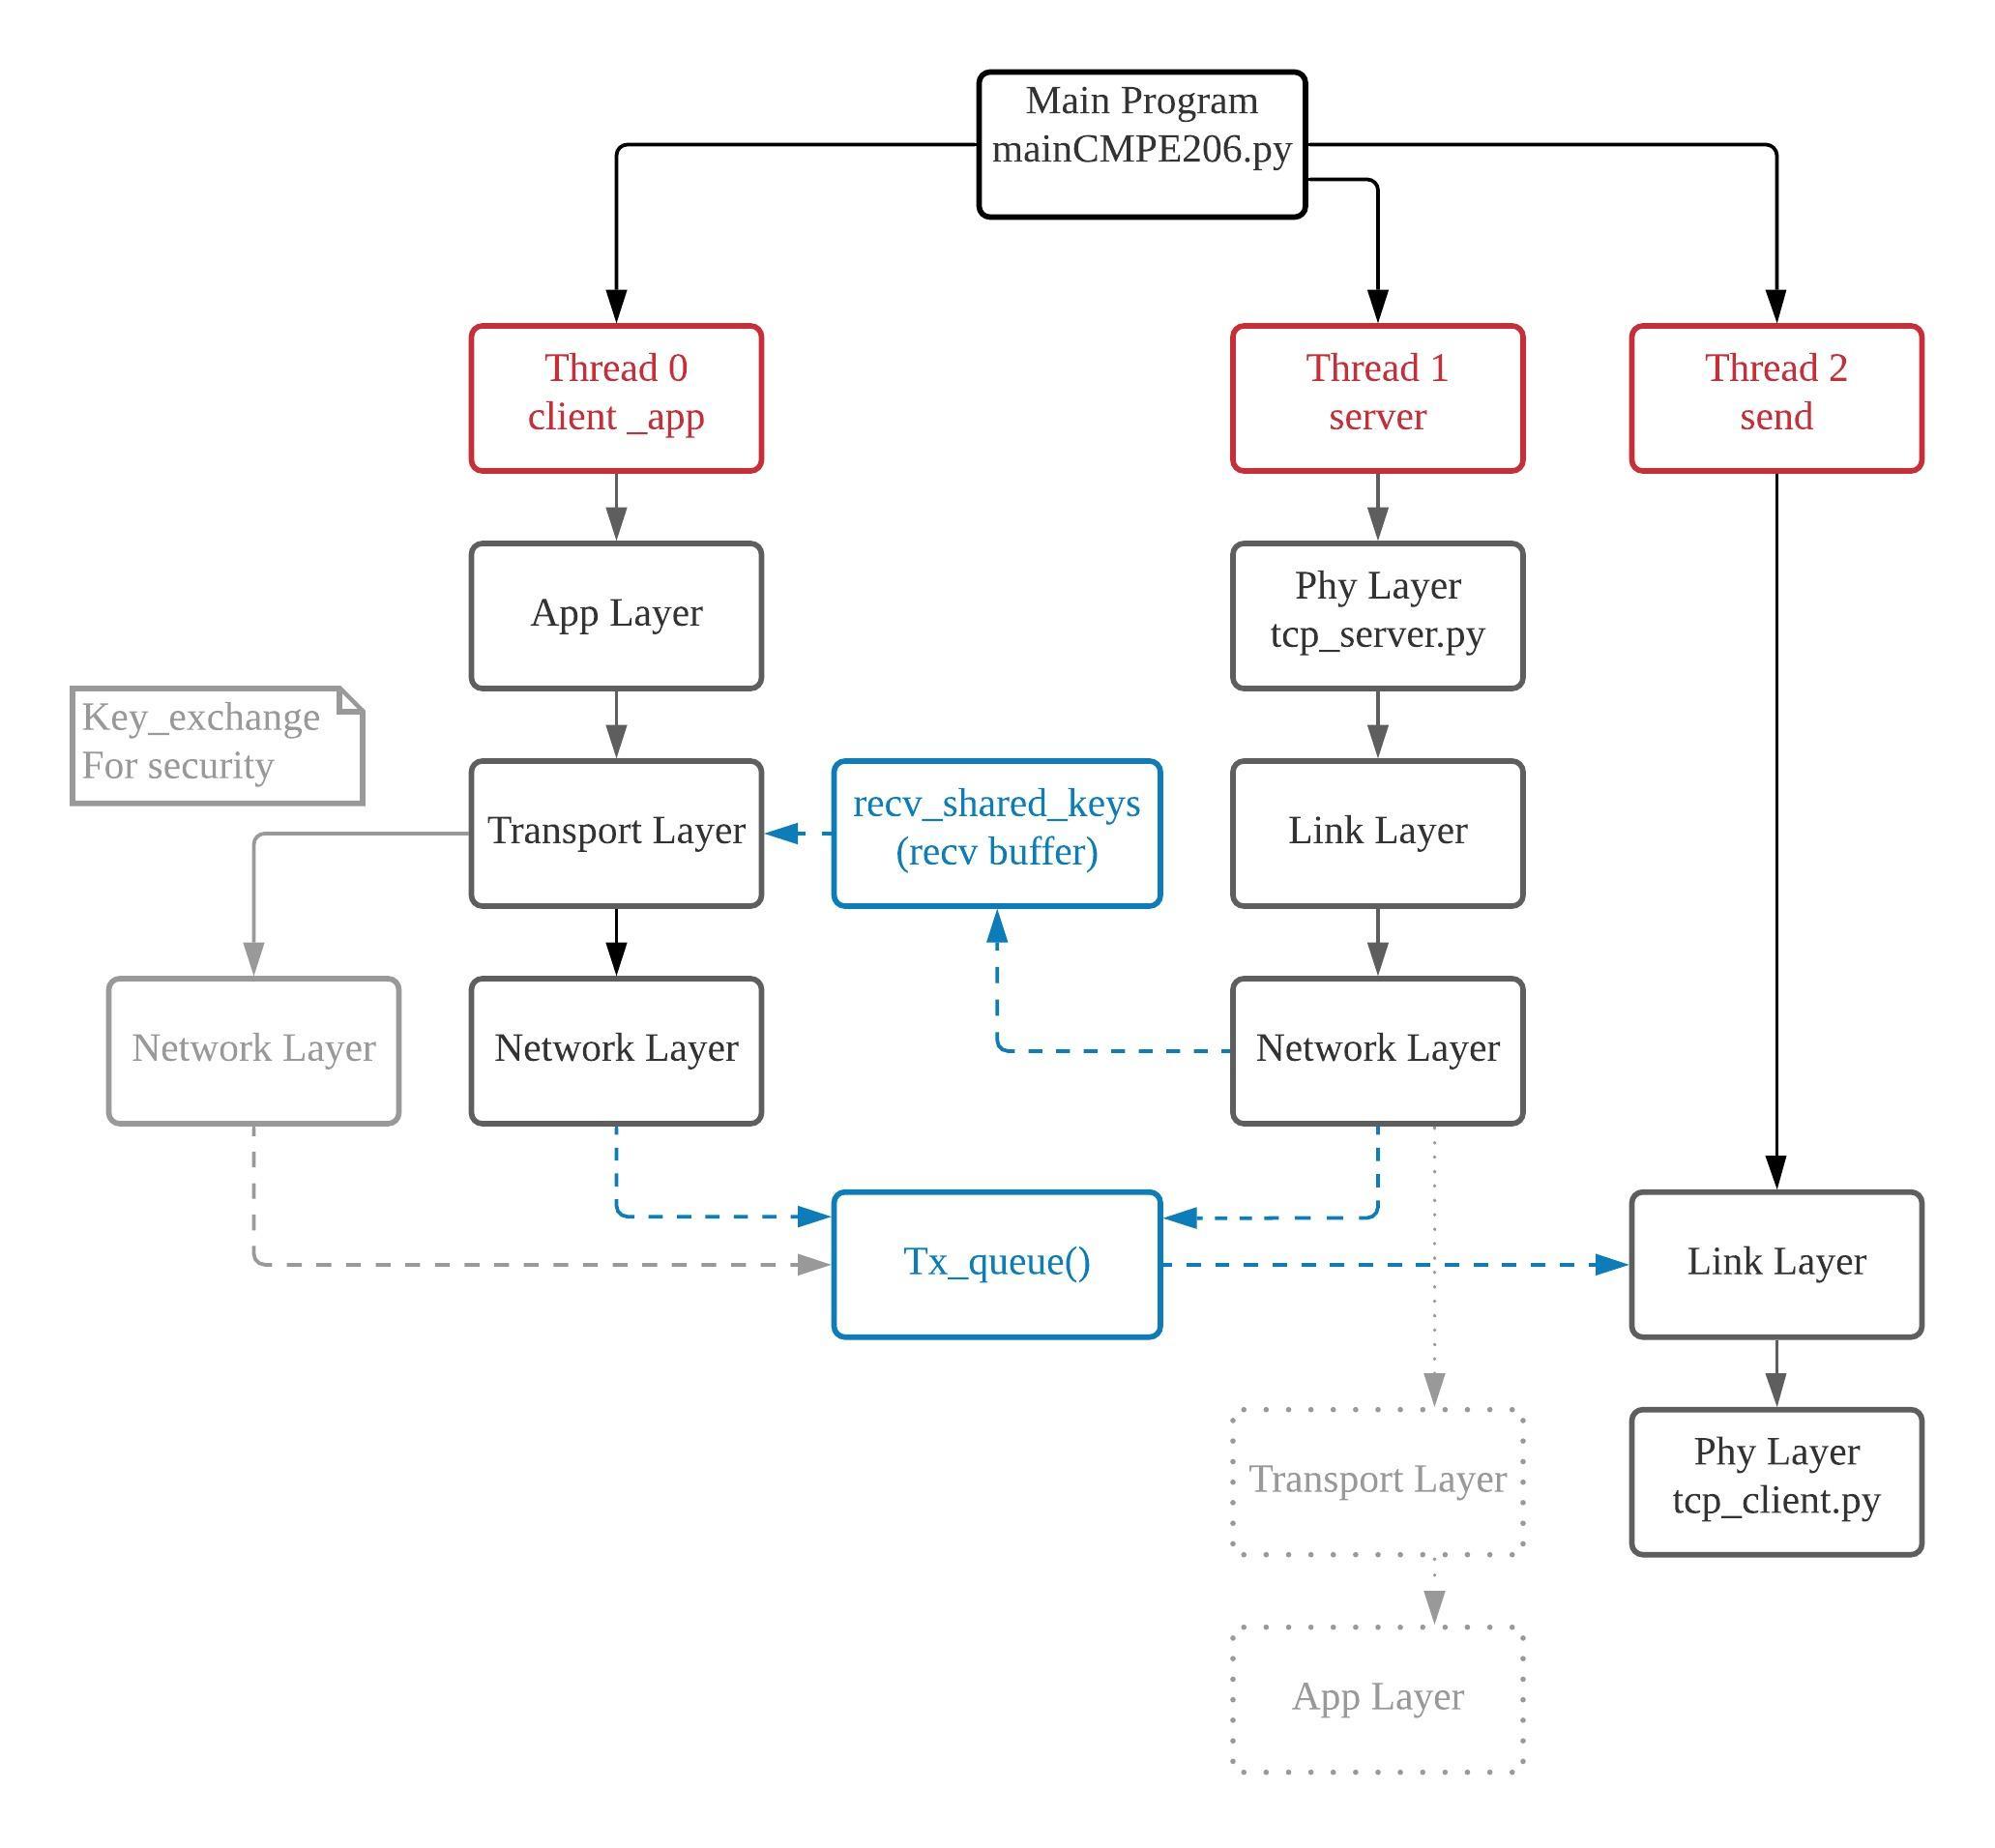 Main Program
mainCMPE206.py
Thread 0
client _app
Thread 1
server
Thread 2
send
App Layer
Phy Layer
tcp_server.py
Key_exchange
For security
Transport Layer
recv_shared_keys
(recv buffer)
Link Layer
Network Layer
Network Layer
Network Layer
Tx_queue()
Link Layer
Transport Layer
Phy Layer
tcp_client.py
App Layer